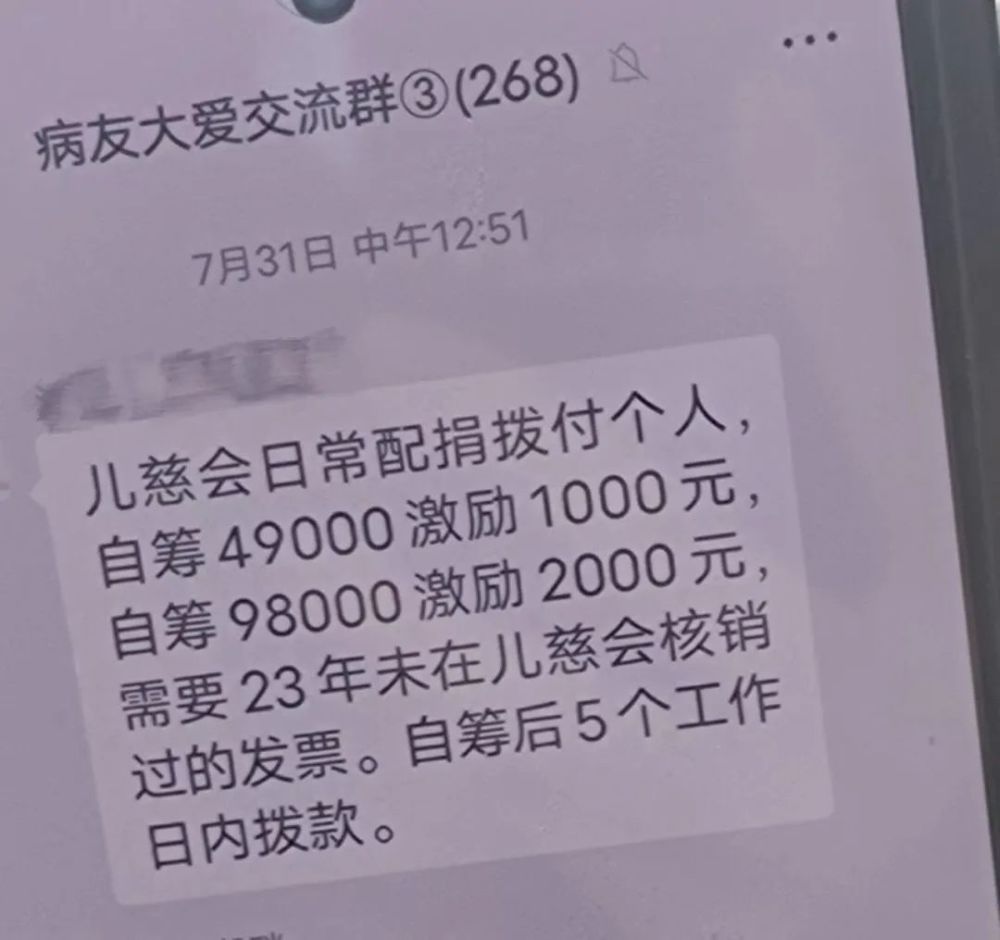 病友大爱交流群③(268)
7月31日 中午12:51
儿慈会日常配捐拨付个人，
自筹49000激励1000元，
自筹98000激励2000元，
需要23年未在儿慈会核销
过的发票。自筹后5个工作
日内拨款。